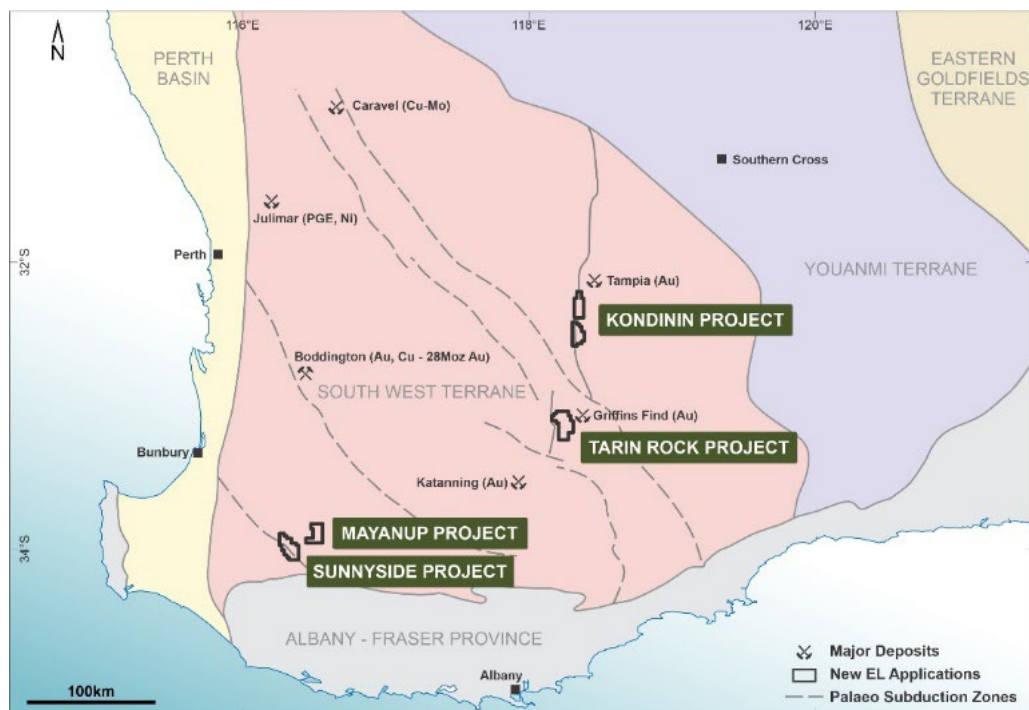 116°E
118°E
120°E
N
PERTH
BASIN
EASTERN
GOLDFIELDS
TERRANE
Caravel (Cu-Mo)
Southern Cross
Julimar (PGE, Ni)
Perth
32°S
YOUANMI TERRANE
Tampia (Au)
KONDININ PROJECT
Boddington (Au, Cu - 28Moz Au)
SOUTH WEST TERRANE
Griffins Find (Au)
TARIN ROCK PROJECT
Bunbury
Katanning (Au)
MAYANUP PROJECT
34°S
SUNNYSIDE PROJECT
ALBANY - FRASER PROVINCE
Albany
100km
Major Deposits
New EL Applications
Palaeo Subduction Zones